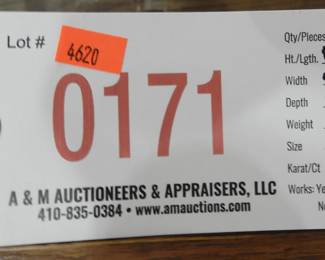 Lot #
4620
0171
A & M AUCTIONEERS & APPRAISERS, LLC
410-835-0384 • www.amauctions.com
Qty/Pieces
Ht./Lgth.
Width
Depth
Weight
Size
Karat/Ct
Works: Ye
No